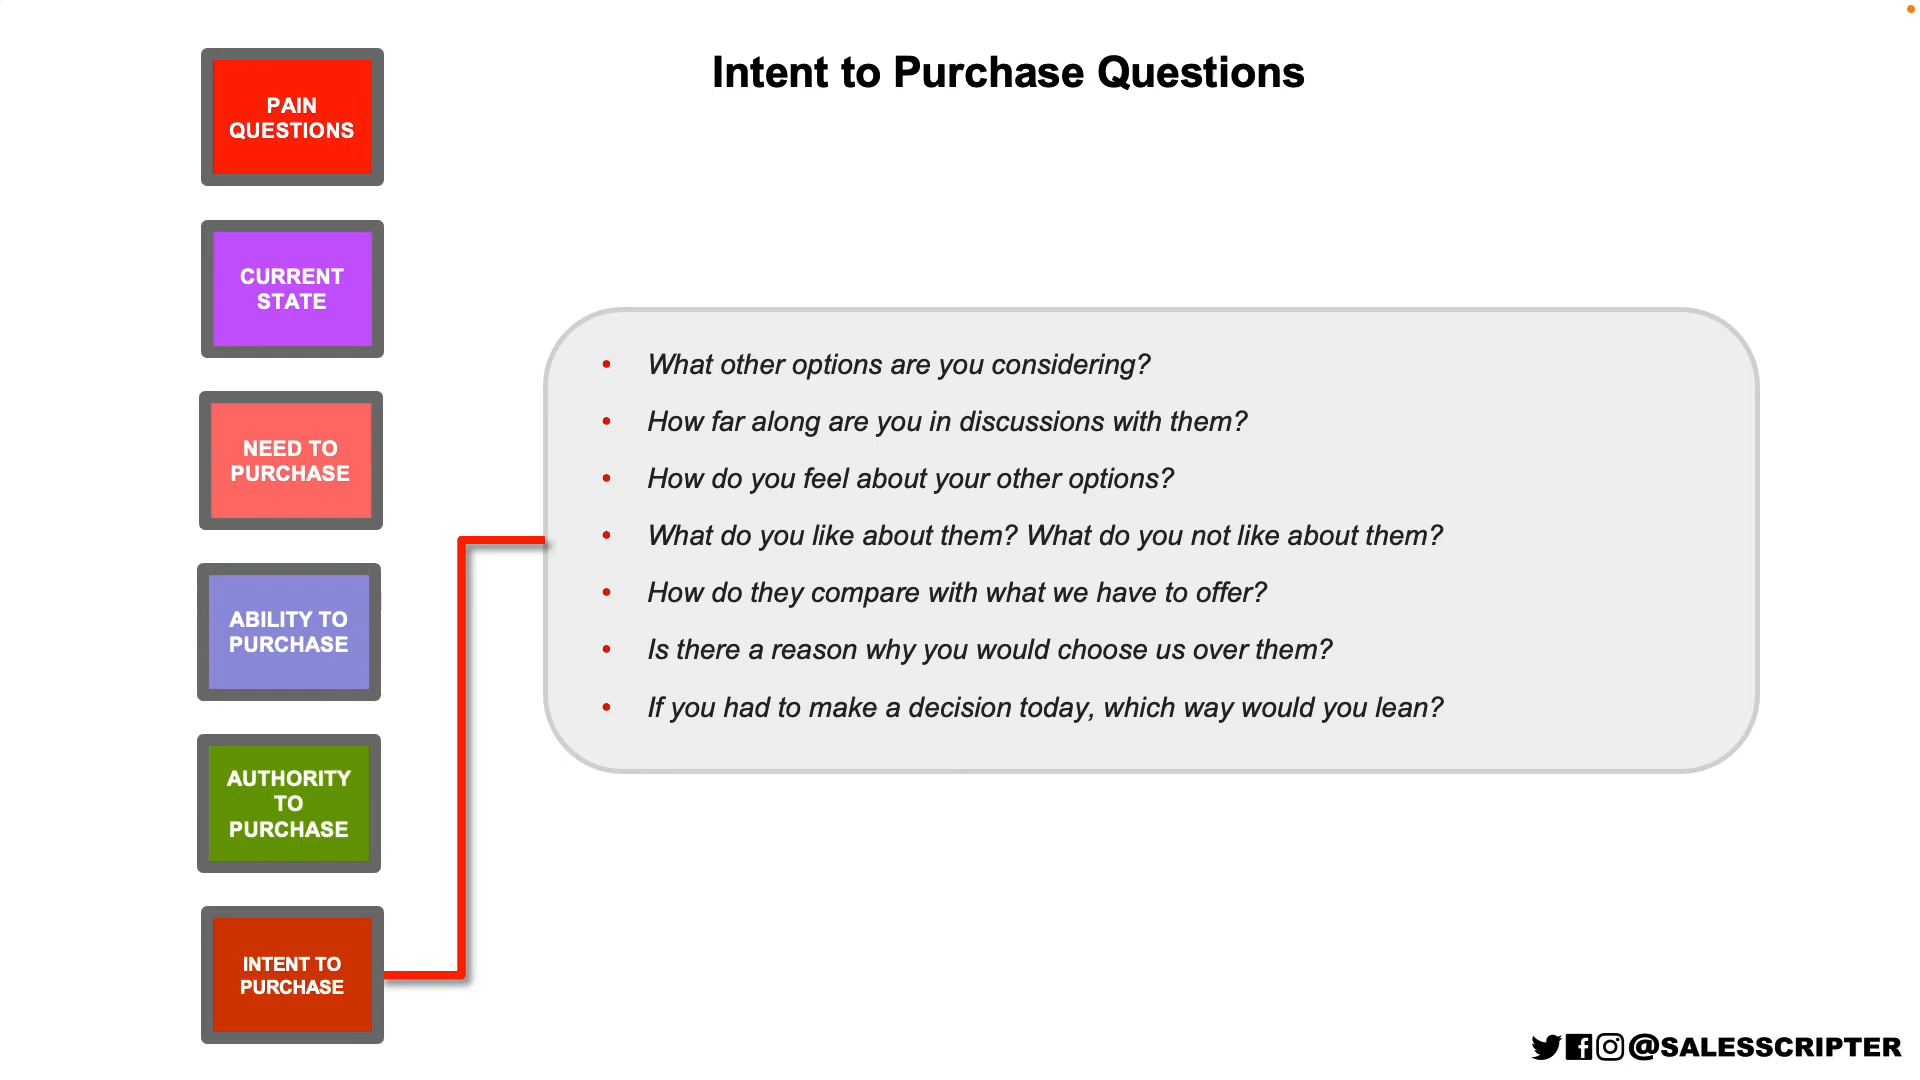 Intent to Purchase Questions
PAIN
QUESTIONS
CURRENT
STATE
NEED TO
PURCHASE
ABILITY TO
PURCHASE
AUTHORITY
TO
PURCHASE
INTENT TO
PURCHASE
• What other options are you considering?
• How far along are you in discussions with them?
• How do you feel about your other options?
• What do you like about them? What do you not like about them?
• How do they compare with what we have to offer?
• Is there a reason why you would choose us over them?
• If you had to make a decision today, which way would you lean?
@SALESSCRIPTER